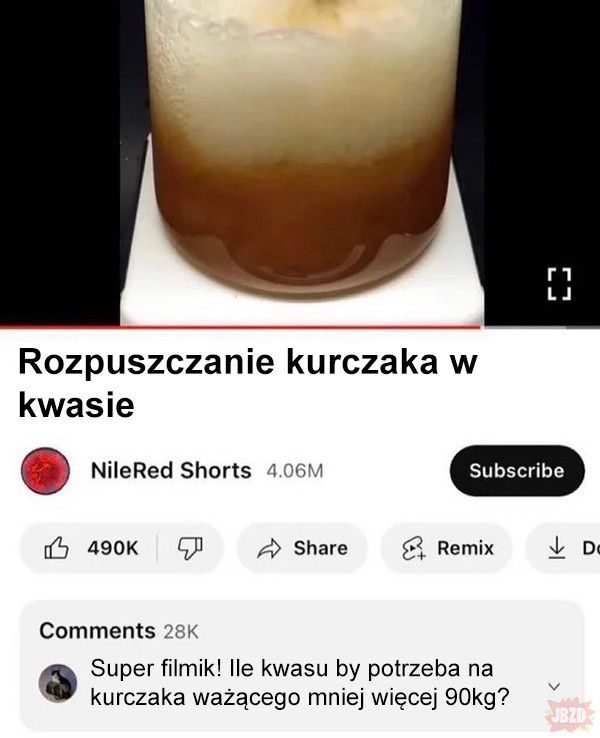 Rozpuszczanie kurczaka w
kwasie
NileRed Shorts 4.06M
Subscribe
490K
Share
Remix
Do
Comments 28K
Super filmik! Ile kwasu by potrzeba na
kurczaka ważącego mniej więcej 90kg?
JBZD